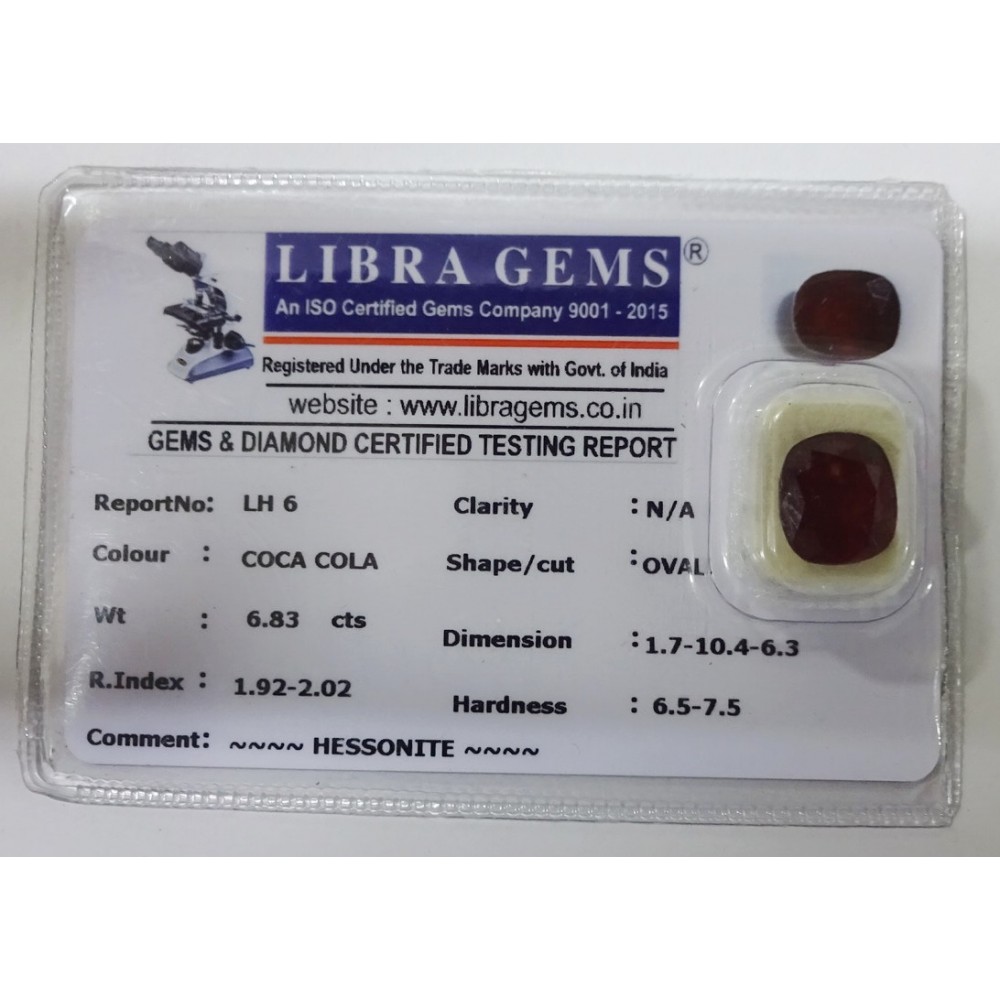 LIBRA GEMS ®
An ISO Certified Gems Company 9001 - 2015
Registered Under the Trade Marks with Govt. of India
website : www.libragems.co.in
GEMS & DIAMOND CERTIFIED TESTING REPORT
ReportNo: LH 6
Clarity : N/A
Colour : COCA COLA
Shape/cut : OVAL
Wt : 6.83 cts
Dimension : 1.7-10.4-6.3
R.Index : 1.92-2.02
Hardness : 6.5-7.5
Comment: ~~~~ HESSONITE ~~~~